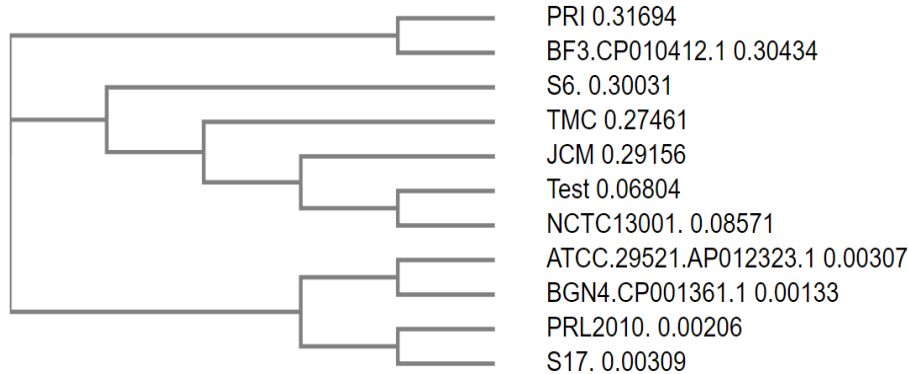 PRI 0.31694
BF3.CP010412.1 0.30434
S6. 0.30031
TMC 0.27461
JCM 0.29156
Test 0.06804
NCTC13001. 0.08571
ATCC.29521.AP012323.1 0.00307
BGN4.CP001361.1 0.00133
PRL2010. 0.00206
S17. 0.00309